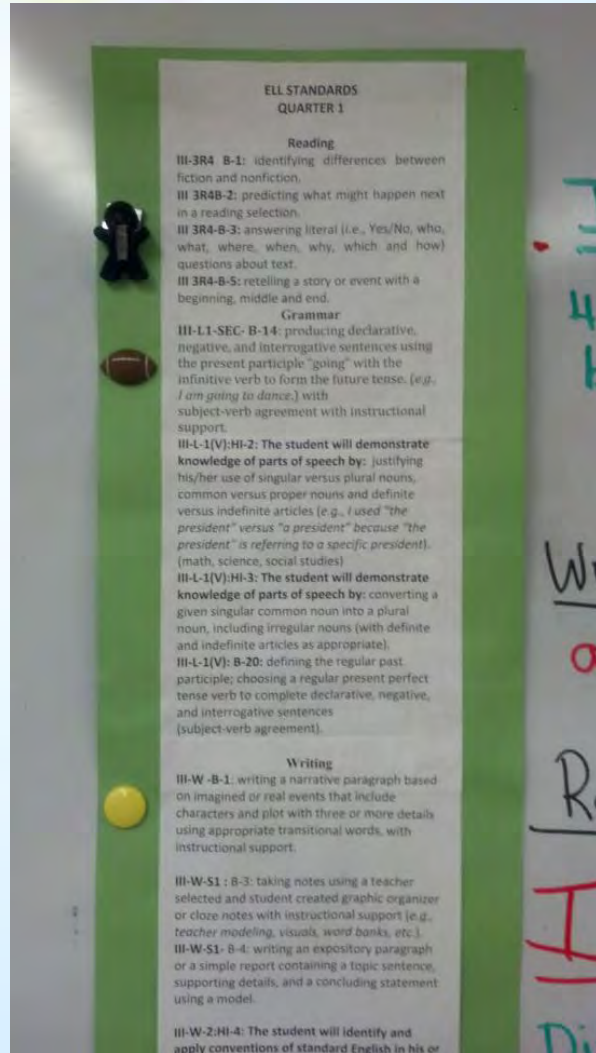 ELL STANDARDS
QUARTER 1
Reading
III-3R4 B-1: identifying differences between
fiction and nonfiction.
III 3R4B-2: predicting what might happen next
in a reading selection.
III 3R4-B-3: answering literal (i.e., Yes/No, who,
what, where, when, why, which and how)
questions about text.
III 3R4-B-5: retelling a story or event with a
beginning, middle and end.
Grammar
III-L1-SEC- B-14: producing declarative,
negative, and interrogative sentences using
the present participle "going" with the
infinitive verb to form the future tense. (e.g.,
I am going to dance.) with
subject-verb agreement with instructional
support.
III-L-1(V):HI-2: The student will demonstrate
knowledge of parts of speech by: justifying
his/her use of singular versus plural nouns,
common versus proper nouns and definite
versus indefinite articles (e.g., I used "the
president" versus "a president" because "the
president" is referring to a specific president).
(math, science, social studies)
III-L-1(V):HI-3: The student will demonstrate
knowledge of parts of speech by: converting a
given singular common noun into a plural
noun, including irregular nouns (with definite
and indefinite articles as appropriate).
III-L-1(V): B-20: defining the regular past
participle; choosing a regular present perfect
tense verb to complete declarative, negative,
and interrogative sentences
(subject-verb agreement).
Writing
III-W -B-1: writing a narrative paragraph based
on imagined or real events that include
characters and plot with three or more details
using appropriate transitional words, with
instructional support.
III-W-S1 : B-3: taking notes using a teacher
selected and student created graphic organizer
or cloze notes with instructional support (e.g.,
teacher modeling, visuals, word banks, etc.).
III-W-S1- B-4: writing an expository paragraph
or a simple report containing a topic sentence,
supporting details, and a concluding statement
using a model.
III-W-2:HI-4: The student will identify and
apply conventions of standard English in his or